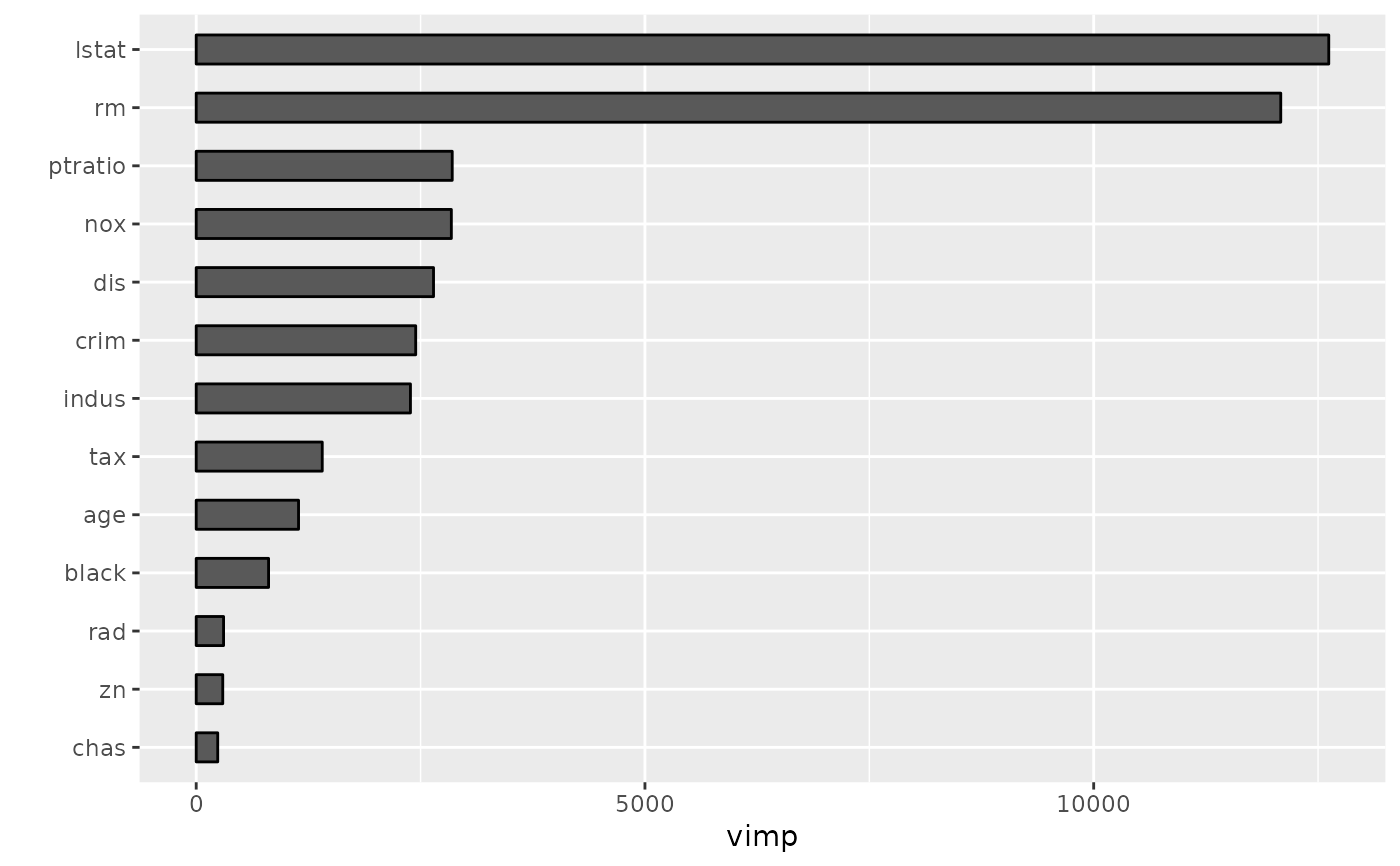 lstat
rm
ptratio
nox
dis
crim
indus
tax
age
black
rad
zn
chas
0 5000 10000
vimp